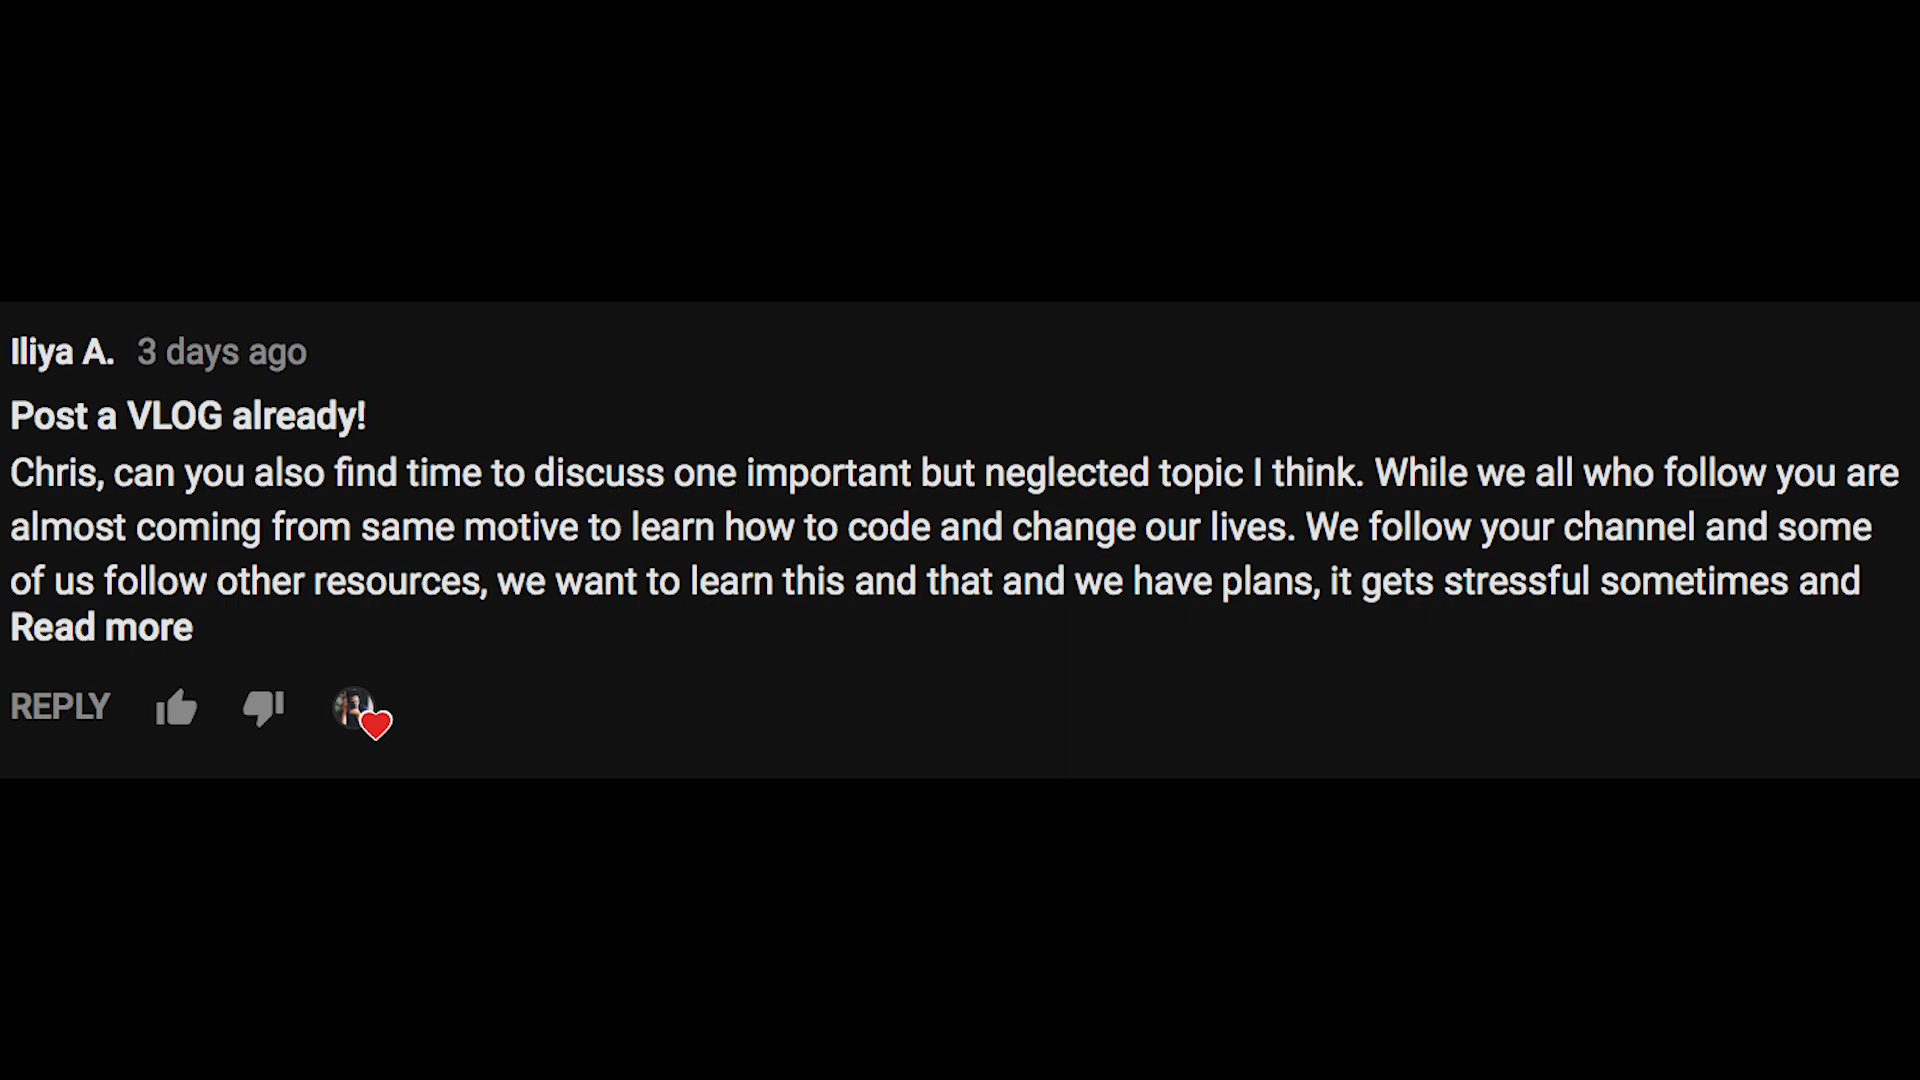 Iliya A. 3 days ago
Post a VLOG already!
Chris, can you also find time to discuss one important but neglected topic I think. While we all who follow you are
almost coming from same motive to learn how to code and change our lives. We follow your channel and some
of us follow other resources, we want to learn this and that and we have plans, it gets stressful sometimes and
Read more
REPLY